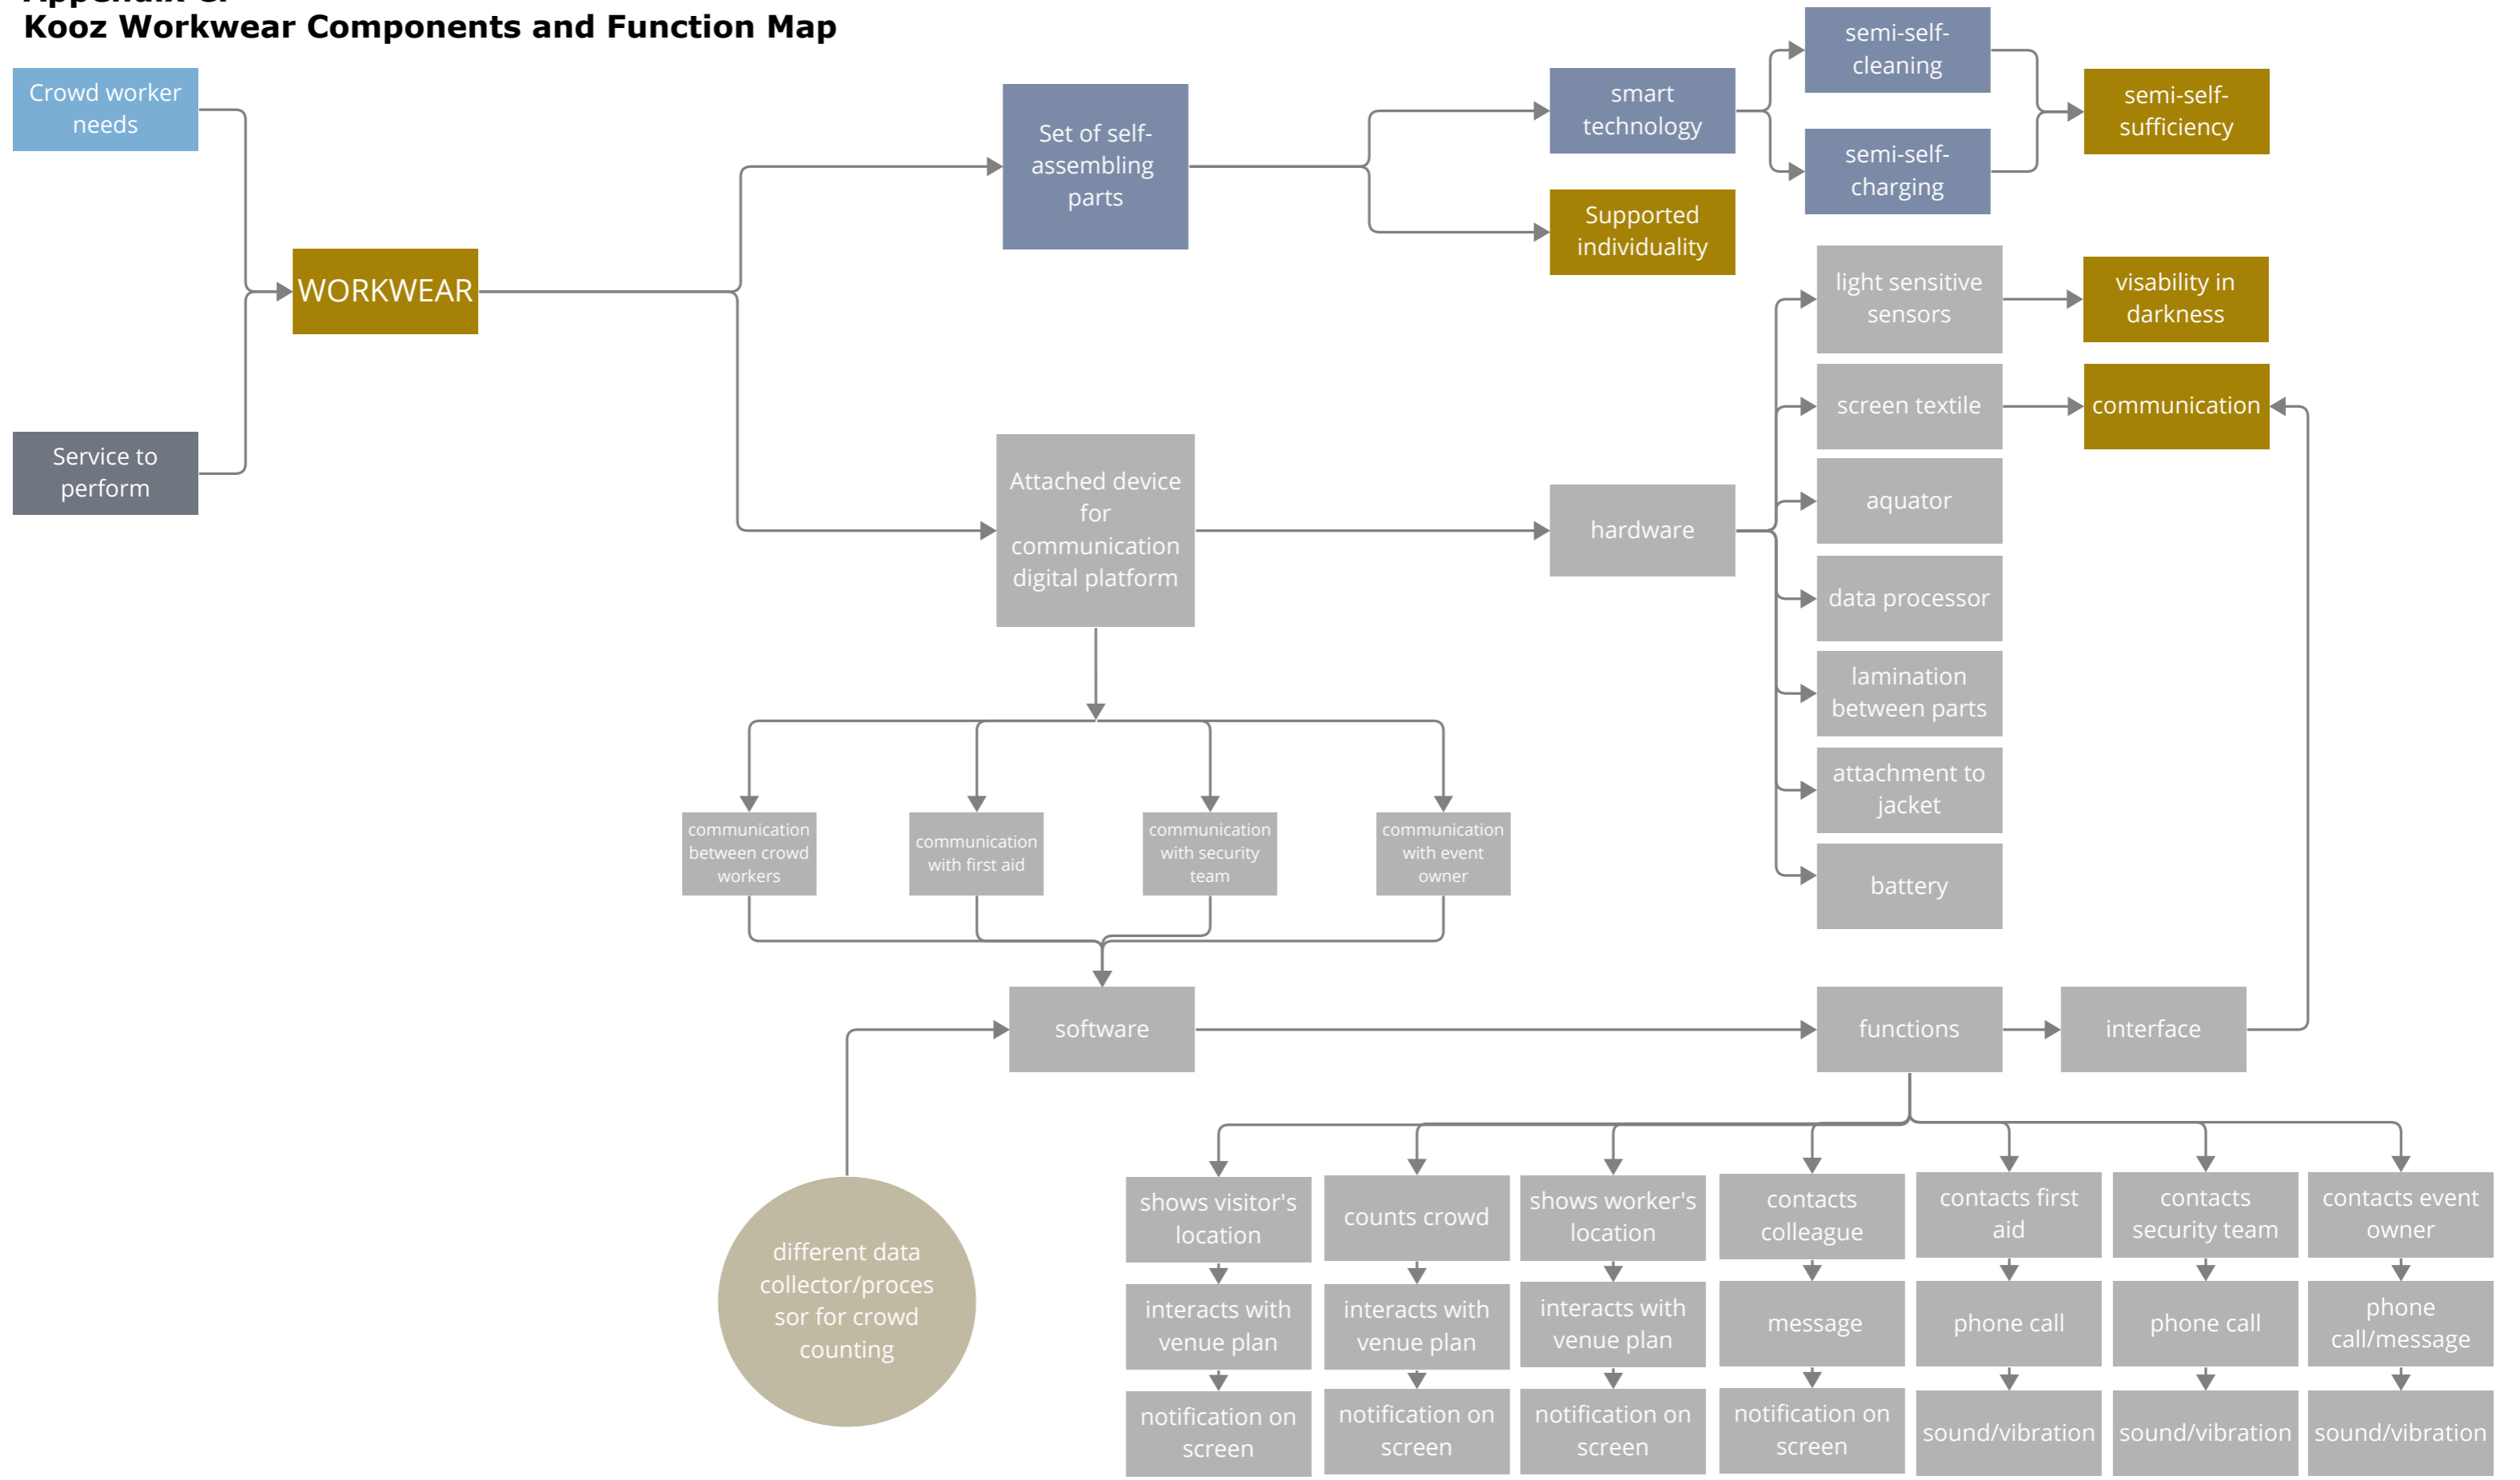 Kooz Workwear Components and Function Map
Crowd worker
needs
Service to
perform
WORKWEAR
Set of self-
assembling
parts
smart
technology
Supported
individuality
semi-self-
cleaning
semi-self-
charging
semi-self-
sufficiency
Attached device
for
communication
digital platform
hardware
light sensitive
sensors
visability in
darkness
screen textile
communication
aquator
data processor
lamination
between parts
attachment to
jacket
battery
communication
between crowd
workers
communication
with first aid
communication
with security
team
communication
with event
owner
software
functions
interface
different data
collector/proces
sor for crowd
counting
shows visitor's
location
interacts with
venue plan
notification on
screen
counts crowd
interacts with
venue plan
notification on
screen
shows worker's
location
interacts with
venue plan
notification on
screen
contacts
colleague
message
notification on
screen
contacts first
aid
phone call
sound/vibration
contacts
security team
phone call
sound/vibration
contacts event
owner
phone
call/message
sound/vibration